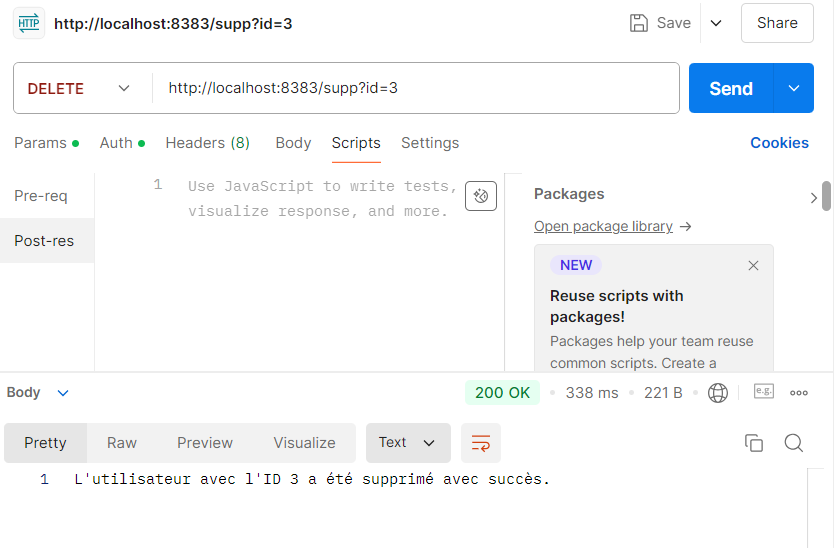 HTTP http://localhost:8383/supp?id=3 Save Share
DELETE http://localhost:8383/supp?id=3 Send
Params Auth Headers (8) Body Scripts Settings Cookies
Pre-req
Post-res
1 Use JavaScript to write tests,
visualize response, and more.
Packages
Open package library →
NEW
Reuse scripts with
packages!
Packages help your team reuse
common scripts. Create a
Body 200 OK 338 ms 221 B e.g.
Pretty Raw Preview Visualize Text
1 L'utilisateur avec l'ID 3 a été supprimé avec succès.